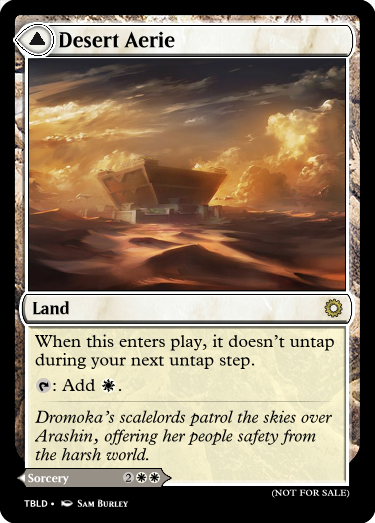 Desert Aerie
Land
When this enters play, it doesn't untap
during your next untap step.
: Add .
Dromoka's scalelords patrol the skies over
Arashin, offering her people safety from
the harsh world.
Sorcery 2
(NOT FOR SALE)
TBLD • SAM BURLEY